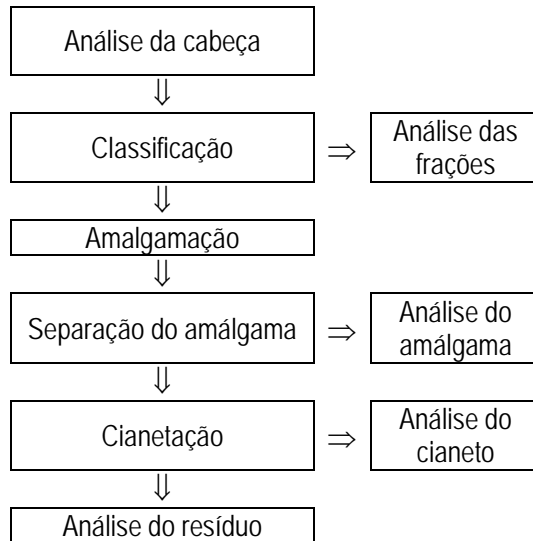 Análise da cabeça
⇓
Classificação ⇒ Análise das
frações
⇓
Amalgamação
⇓
Separação do amálgama ⇒ Análise do
amálgama
⇓
Cianetação ⇒ Análise do
cianeto
⇓
Análise do resíduo